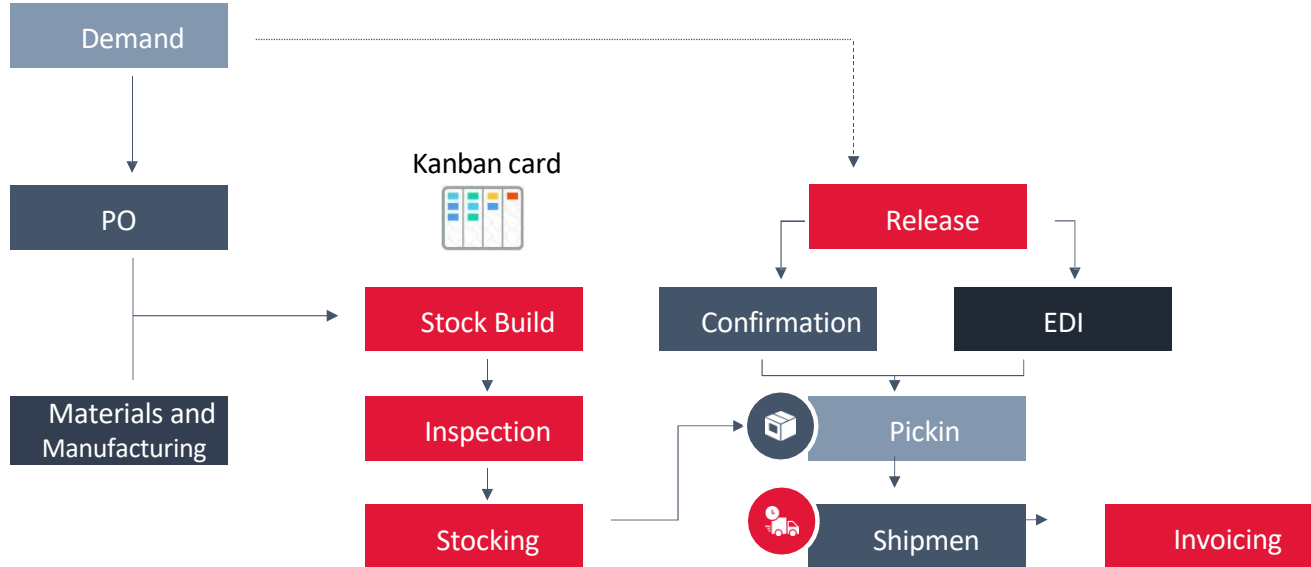 Demand
Kanban card
PO
Release
Stock Build
Confirmation
EDI
Materials and
Manufacturing
Inspection
Pickin
Stocking
Shipmen
Invoicing